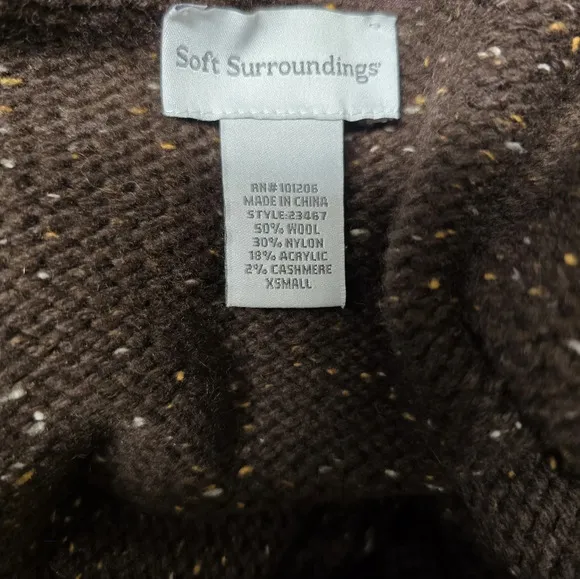 Soft Surroundings
RN#101206
MADE IN CHINA
STYLE:23467
50% WOOL
30% NYLON
18% ACRYLIC
2% CASHMERE
XSMALL